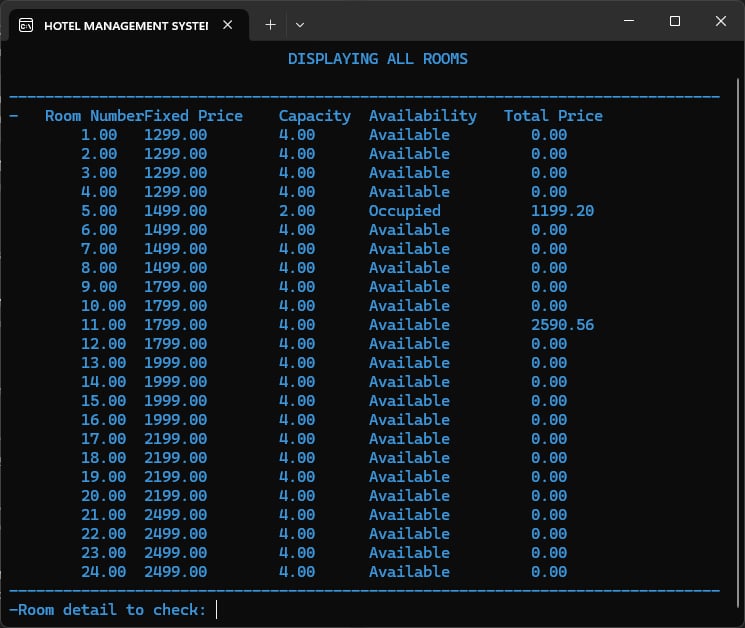 HOTEL MANAGEMENT SYSTEM
DISPLAYING ALL ROOMS
--------------------------------------------------------------------------------
-   Room NumberFixed Price    Capacity  Availability   Total Price
1.00   1299.00        4.00      Available         0.00
2.00   1299.00        4.00      Available         0.00
3.00   1299.00        4.00      Available         0.00
4.00   1299.00        4.00      Available         0.00
5.00   1499.00        2.00      Occupied          1199.20
6.00   1499.00        4.00      Available         0.00
7.00   1499.00        4.00      Available         0.00
8.00   1499.00        4.00      Available         0.00
9.00   1799.00        4.00      Available         0.00
10.00  1799.00        4.00      Available         0.00
11.00  1799.00        4.00      Available         2590.56
12.00  1799.00        4.00      Available         0.00
13.00  1999.00        4.00      Available         0.00
14.00  1999.00        4.00      Available         0.00
15.00  1999.00        4.00      Available         0.00
16.00  1999.00        4.00      Available         0.00
17.00  2199.00        4.00      Available         0.00
18.00  2199.00        4.00      Available         0.00
19.00  2199.00        4.00      Available         0.00
20.00  2199.00        4.00      Available         0.00
21.00  2499.00        4.00      Available         0.00
22.00  2499.00        4.00      Available         0.00
23.00  2499.00        4.00      Available         0.00
24.00  2499.00        4.00      Available         0.00
--------------------------------------------------------------------------------
-Room detail to check: